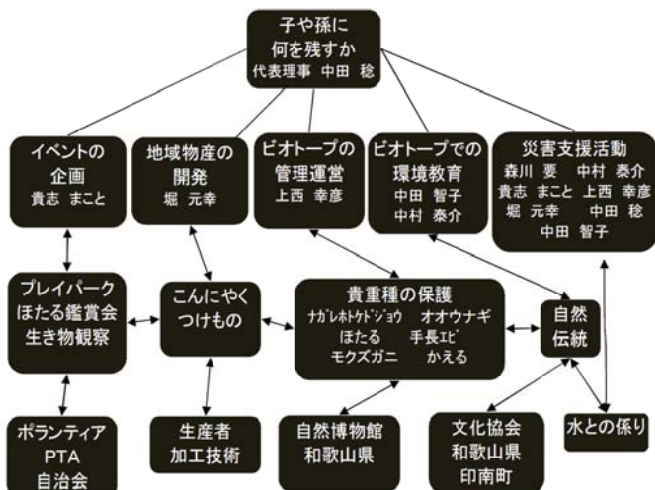 子や孫に
何を残すか
代表理事 中田 稔
イベントの
企画
貴志 まこと
地域物産の
開発
堀 元幸
ビオトープの
管理運営
上西 幸彦
ビオトープでの
環境教育
中田 智子
中村 泰介
災害支援活動
森川 要 中村 泰介
貴志 まこと 上西 幸彦
堀 元幸 中田 稔
中田 智子
プレイパーク
ほたる鑑賞会
生き物観察
こんにやく
つけもの
貴重種の保護
ﾅｶﾞﾚﾎﾄｹﾄﾞｼﾞｮｳ オオウナギ
ほたる 手長ｴﾋﾞ
モクズガニ かえる
自然
伝統
ボランティア
PTA
自治会
生産者
加工技術
自然博物館
和歌山県
文化協会
和歌山県
印南町
水との係り